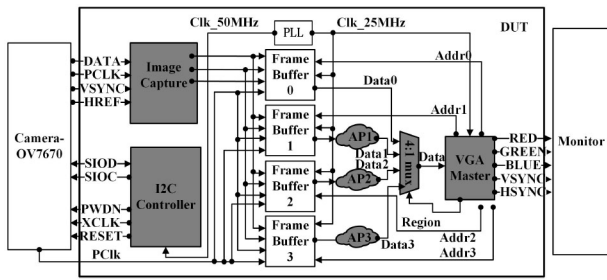 Clk_50MHz
PLL
Clk_25MHz
DUT
DATA
PCLK
VSYNC
HREF
Image
Capture
Frame
Buffer
0
Addr0
Data0
Addr1
Frame
Buffer
1
AP1
Data1
Data2
4:1 mux
Data
VGA
Master
RED
GREEN
BLUE
VSYNC
HSYNC
Monitor
Camera-
OV7670
SIOD
SIOC
I2C
Controller
PWDN
XCLK
RESET
PClk
Frame
Buffer
2
AP2
Region
Addr2
Addr3
Frame
Buffer
3
AP3
Data3